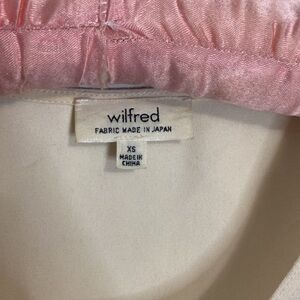 wilfred
FABRIC MADE IN JAPAN
XS
MADE IN
CHINA